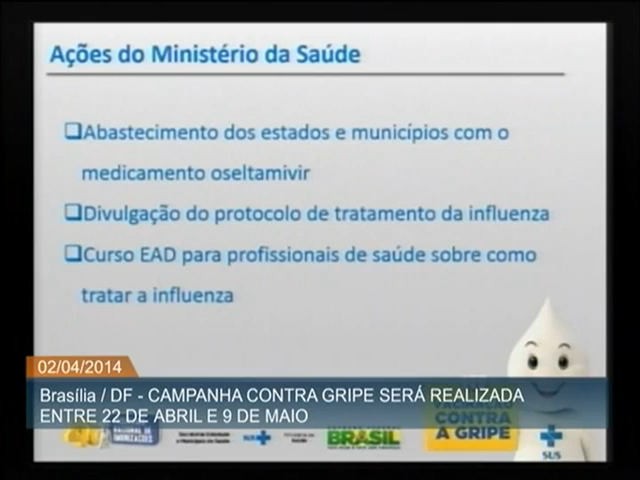 Ações do Ministério da Saúde
❑Abastecimento dos estados e municípios com o
medicamento oseltamivir
❑Divulgação do protocolo de tratamento da influenza
❑Curso EAD para profissionais de saúde sobre como
tratar a influenza
02/04/2014
Brasília / DF - CAMPANHA CONTRA GRIPE SERÁ REALIZADA
ENTRE 22 DE ABRIL E 9 DE MAIO
VACINAÇÃO
CONTRA
A GRIPE
SUS
BRASIL
SUS